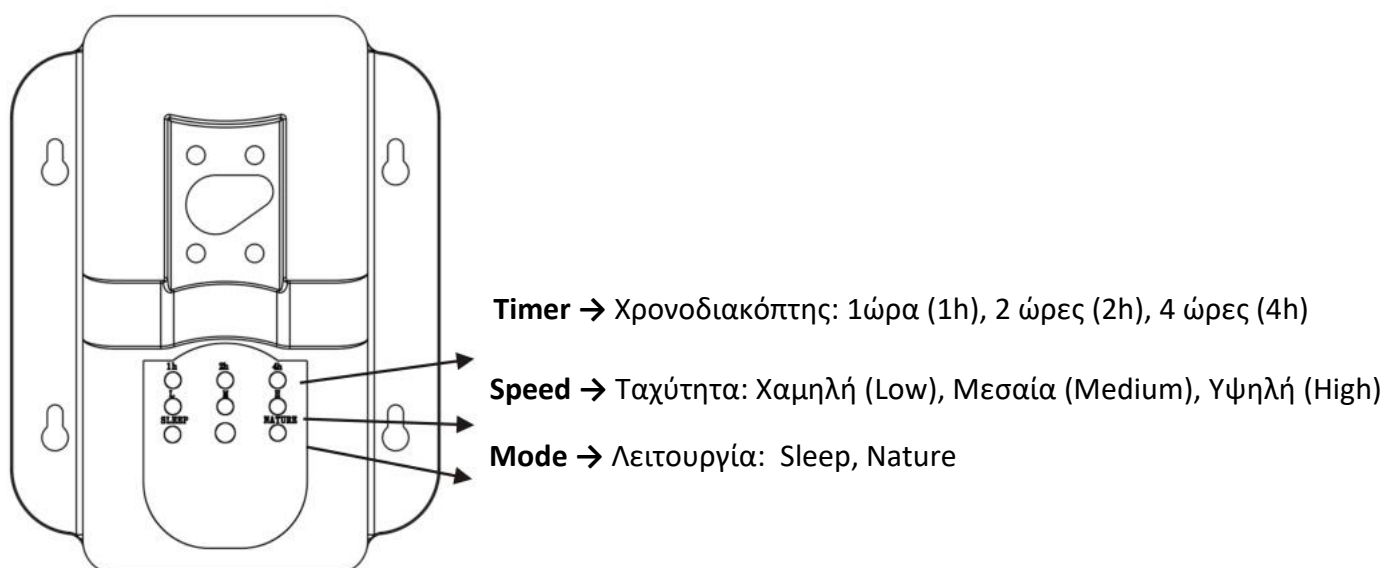 Timer → Χρονοδιακόπτης: 1ώρα (1h), 2 ώρες (2h), 4 ώρες (4h)
1h 2h 4h
Speed → Ταχύτητα: Χαμηλή (Low), Μεσαία (Medium), Υψηλή (High)
L M H
SLEEP NATURE
Mode → Λειτουργία: Sleep, Nature